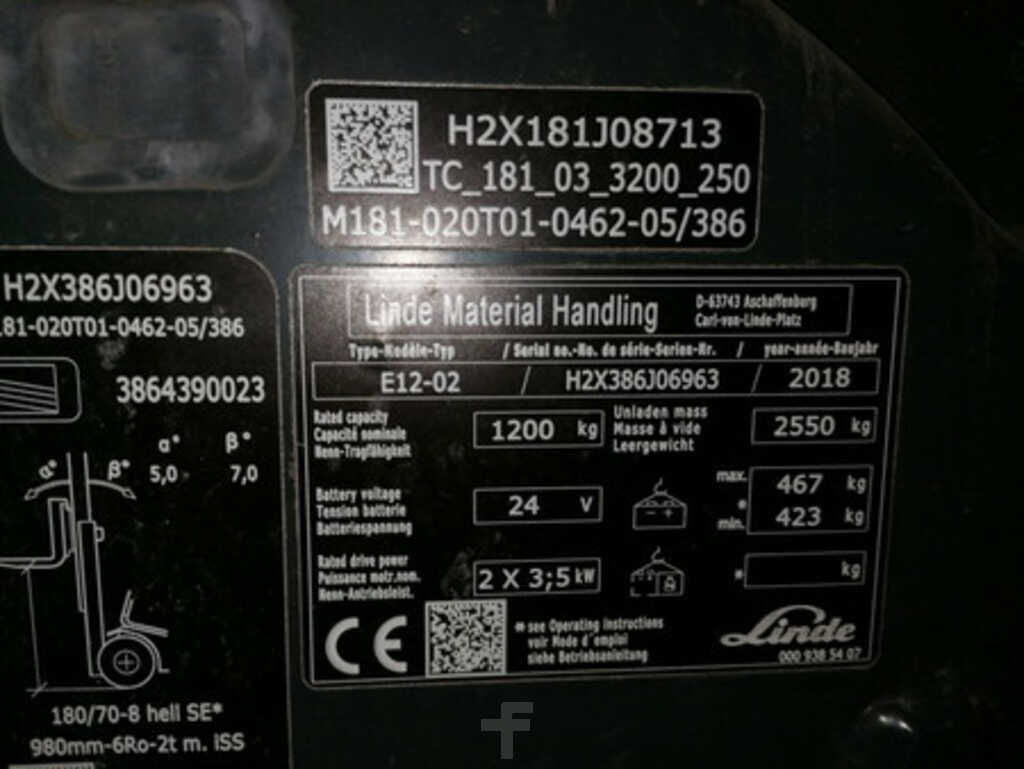 H2X181J08713
TC_181_03_3200_250
M181-020T01-0462-05/386
H2X386J06963
181-020T01-0462-05/386
3864390023
α° β°
5,0 7,0
α° β°
180/70-8 hell SE*
980mm-6Ro-2t m. iSS
Linde Material Handling
D-63743 Aschaffenburg
Carl-von-Linde-Platz
Type-Modèle-Typ / Serial no.-No. de série-Serien-Nr. / year-année-Baujahr
E12-02 / H2X386J06963 / 2018
Rated capacity
Capacité nominale
Nenn-Tragfähigkeit
1200 kg
Unladen mass
Masse à vide
Leergewicht
2550 kg
Battery voltage
Tension batterie
Batteriespannung
24 V
max. 467 kg
*
min. 423 kg
Rated drive power
Puissance motr.nom.
Nenn-Antriebsleist.
2 X 3;5 kW
* kg
CE
* see Operating instructions
voir Mode d'emploi
siehe Betriebsanleitung
Linde
000 938 54 07